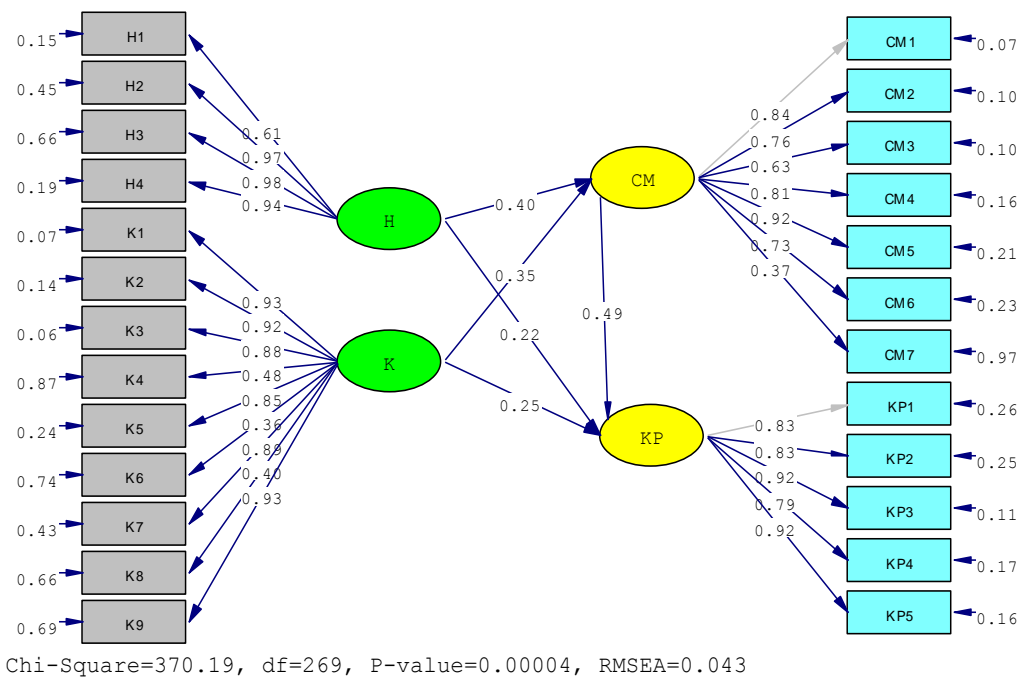 0.15 H1
0.45 H2
0.66 H3
0.19 H4
0.07 K1
0.14 K2
0.06 K3
0.87 K4
0.24 K5
0.74 K6
0.43 K7
0.66 K8
0.69 K9
0.61
0.97
0.98
0.94
0.93
0.92
0.88
0.48
0.85
0.36
0.89
0.40
0.93
H
K
0.40
0.35
0.22
0.25
0.49
CM
KP
0.84
0.76
0.63
0.81
0.92
0.73
0.37
0.83
0.83
0.92
0.79
0.92
CM1 0.07
CM2 0.10
CM3 0.10
CM4 0.16
CM5 0.21
CM6 0.23
CM7 0.97
KP1 0.26
KP2 0.25
KP3 0.11
KP4 0.17
KP5 0.16
Chi-Square=370.19, df=269, P-value=0.00004, RMSEA=0.043